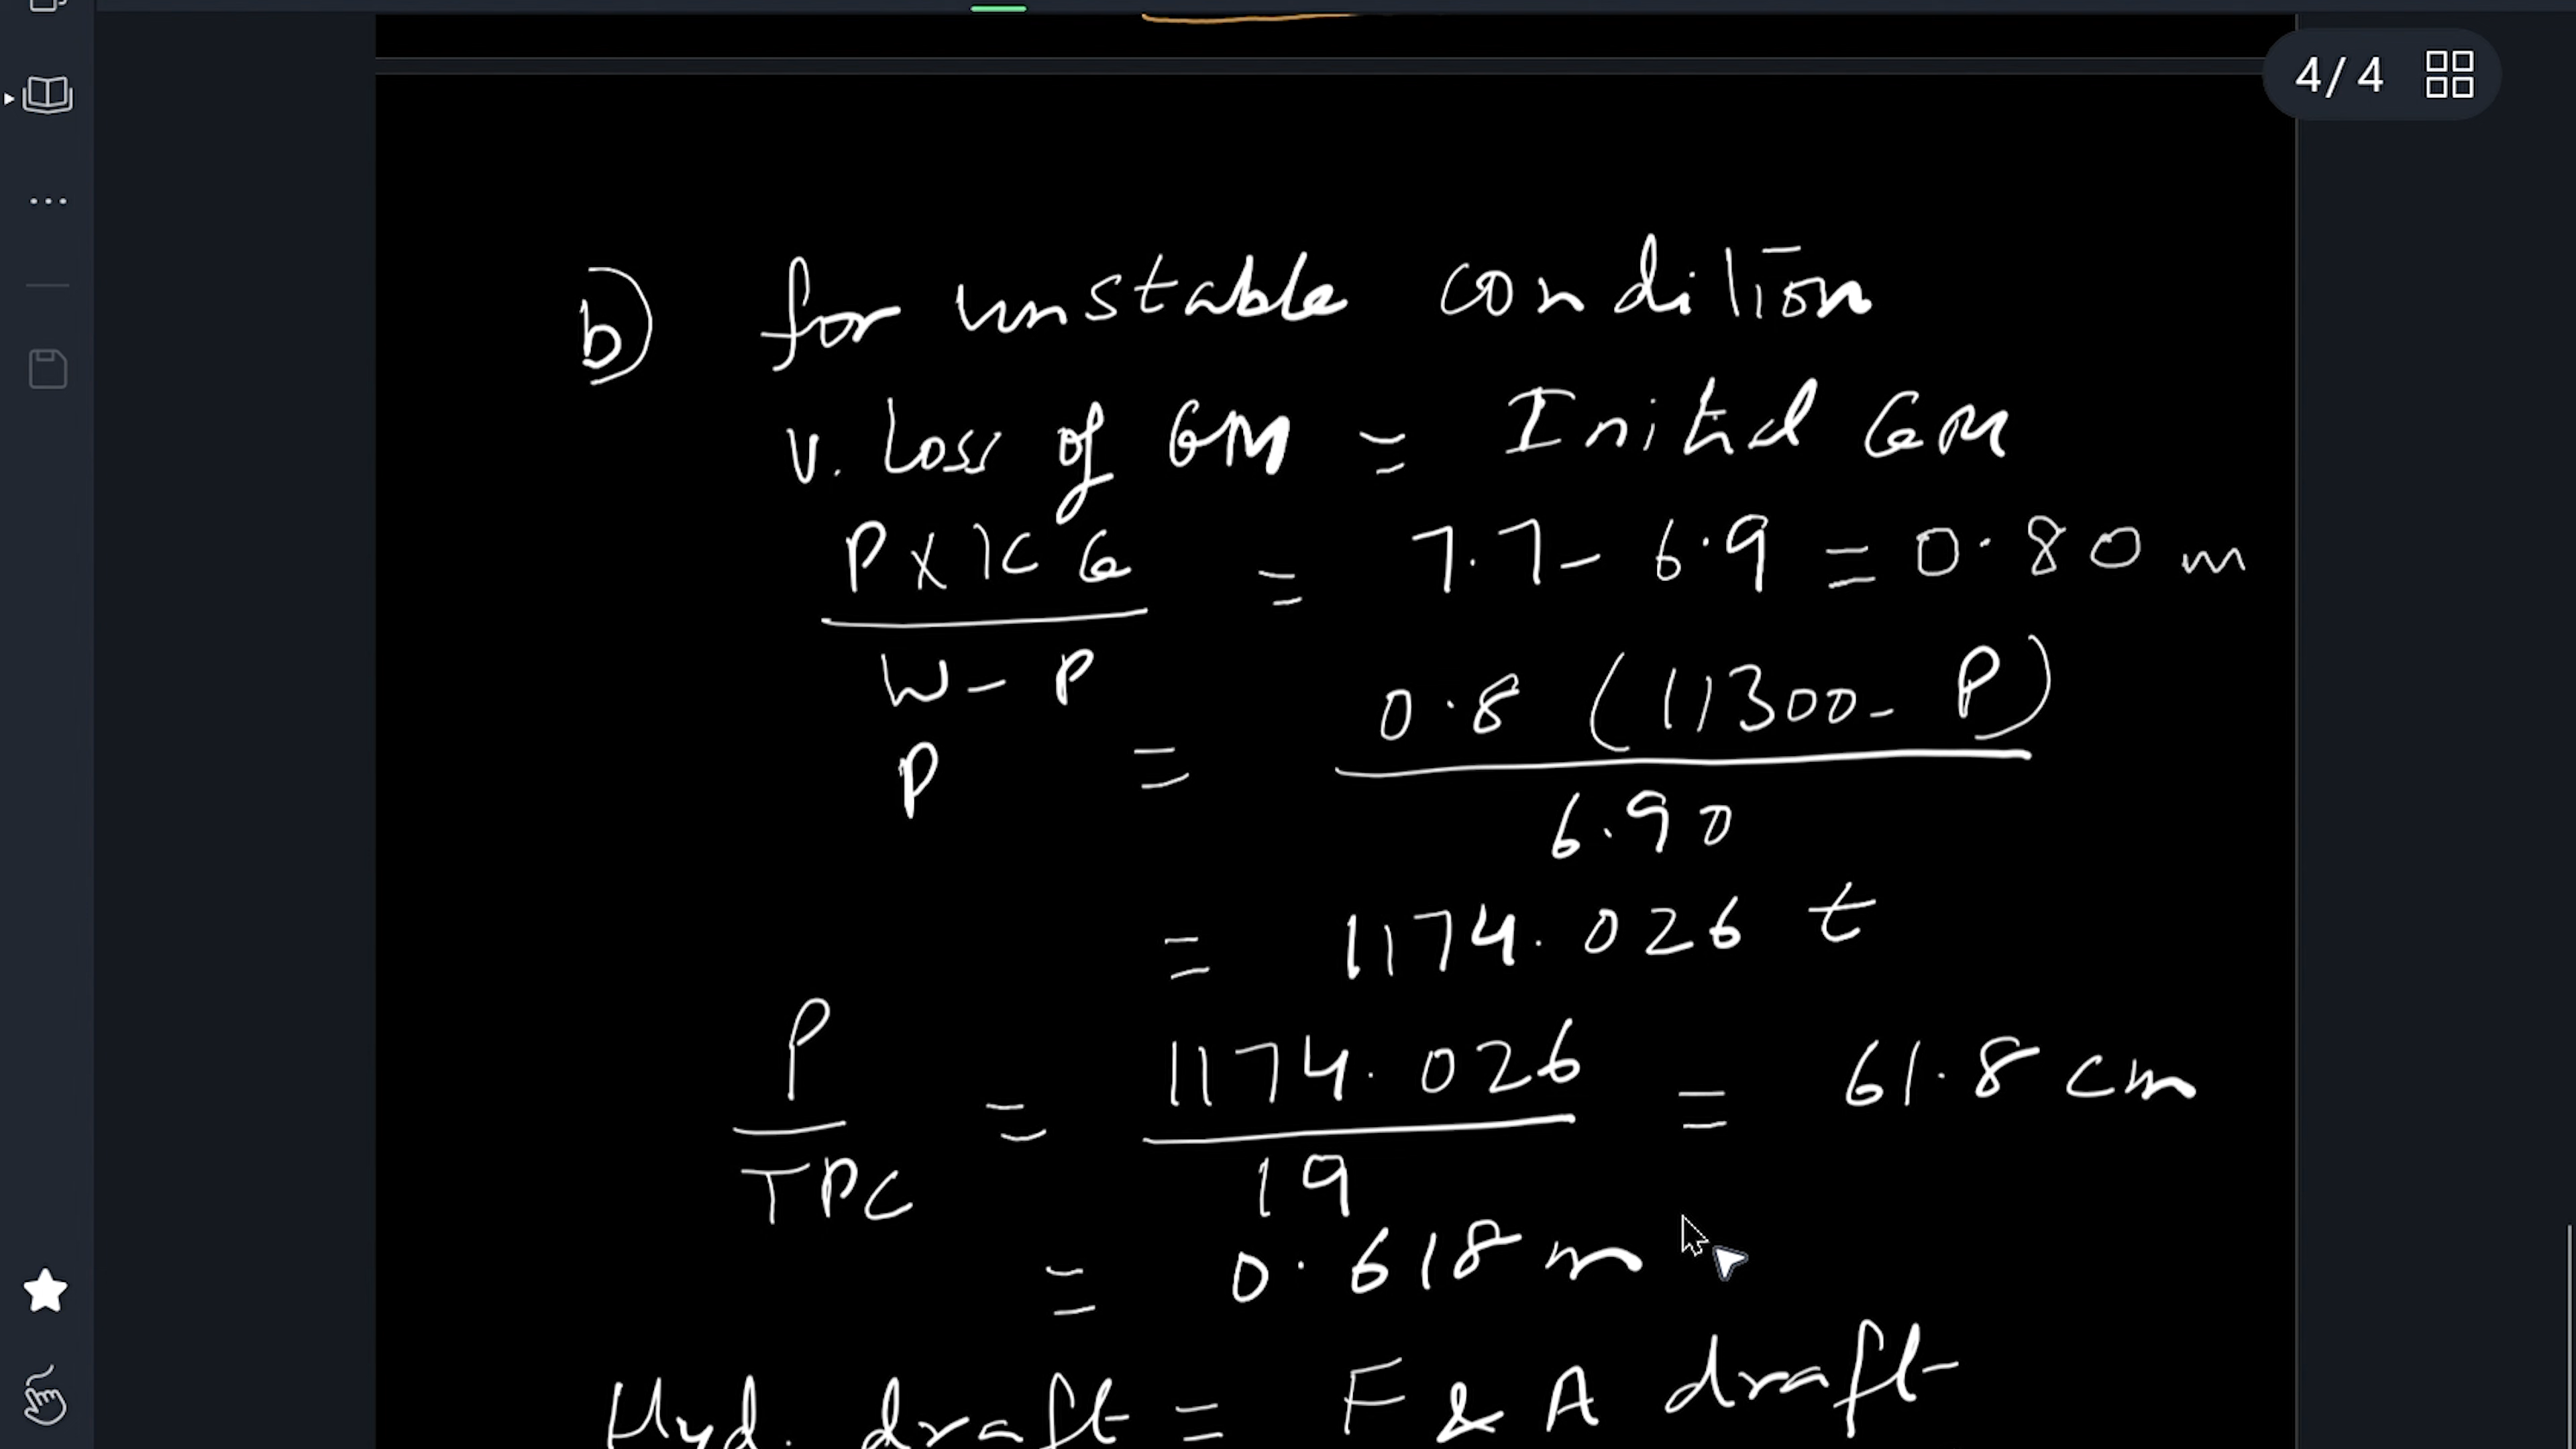 4/4
b) for unstable condition
v. Loss of GM = Initial GM
P x KG / W - P = 7.7 - 6.9 = 0.80 m
P = 0.8 (11300 - P) / 6.90
= 1174.026 t
P / TPC = 1174.026 / 19 = 61.8 cm
= 0.618 m
Hyd. draft = F & A draft